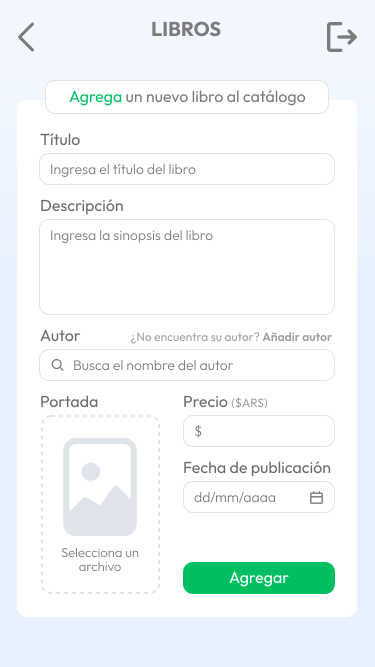 LIBROS
Agrega un nuevo libro al catálogo
Título
Ingresa el título del libro
Descripción
Ingresa la sinopsis del libro
Autor
¿No encuentra su autor? Añadir autor
Busca el nombre del autor
Portada
Selecciona un
archivo
Precio ($ARS)
$
Fecha de publicación
dd/mm/aaaa
Agregar